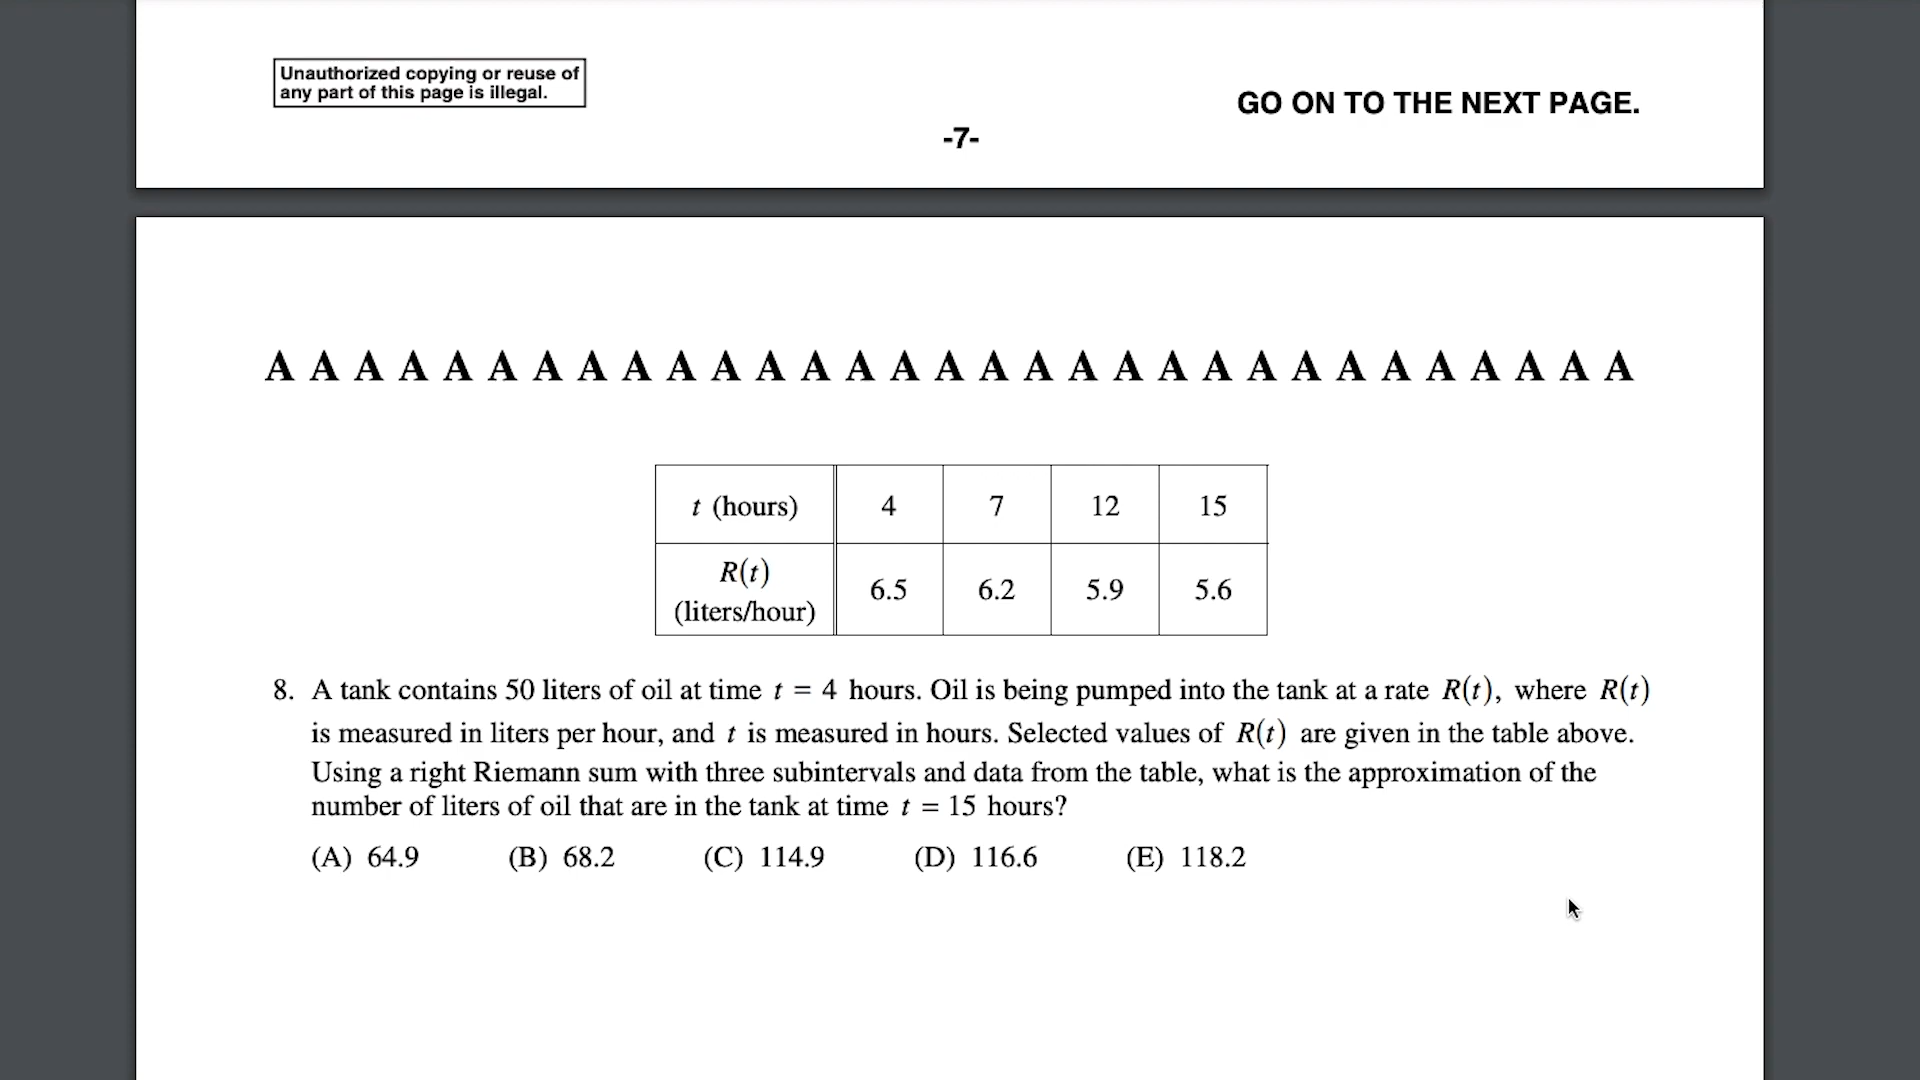 Unauthorized copying or reuse of
any part of this page is illegal.
GO ON TO THE NEXT PAGE.
-7-
A A A A A A A A A A A A A A A A A A A A A A A A A A A A A A A
t (hours) 4 7 12 15
R(t)
(liters/hour) 6.5 6.2 5.9 5.6
8. A tank contains 50 liters of oil at time t = 4 hours. Oil is being pumped into the tank at a rate R(t), where R(t)
is measured in liters per hour, and t is measured in hours. Selected values of R(t) are given in the table above.
Using a right Riemann sum with three subintervals and data from the table, what is the approximation of the
number of liters of oil that are in the tank at time t = 15 hours?
(A) 64.9 (B) 68.2 (C) 114.9 (D) 116.6 (E) 118.2